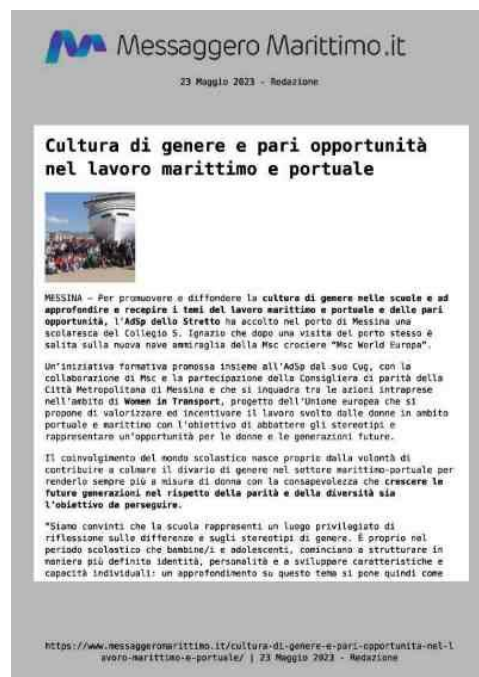 Messaggero Marittimo.it
23 Maggio 2023 - Redazione
Cultura di genere e pari opportunità
nel lavoro marittimo e portuale
MESSINA – Per promuovere e diffondere la cultura di genere nelle scuole e ad
approfondire e recepire i temi del lavoro marittimo e portuale e delle pari
opportunità, l'AdSp dello Stretto ha accolto nel porto di Messina una
scolaresca del Collegio S. Ignazio che dopo una visita del porto stesso è
salita sulla nuova nave ammiraglia della Msc crociere "Msc World Europa".
Un'iniziativa formativa promossa insieme all'AdSp dal suo Cug, con la
collaborazione di Msc e la partecipazione della Consigliera di parità della
Città Metropolitana di Messina e che si inquadra tra le azioni intraprese
nell'ambito di Women in Transport, progetto dell'Unione europea che si
propone di valorizzare ed incentivare il lavoro svolto dalle donne in ambito
portuale e marittimo con l'obiettivo di abbattere gli stereotipi e
rappresentare un'opportunità per le donne e le generazioni future.
Il coinvolgimento del mondo scolastico nasce proprio dalla volontà di
contribuire a colmare il divario di genere nel settore marittimo-portuale per
renderlo sempre più a misura di donna con la consapevolezza che crescere le
future generazioni nel rispetto della parità e della diversità sia
l'obiettivo da perseguire.
"Siamo convinti che la scuola rappresenti un luogo privilegiato di
riflessione sulle differenze e sugli stereotipi di genere. È proprio nel
periodo scolastico che bambine/i e adolescenti, cominciano a strutturare in
maniera più definita identità, personalità e a sviluppare caratteristiche e
capacità individuali: un approfondimento su questo tema si pone quindi come
https://www.messaggeromarittimo.it/cultura-di-genere-e-pari-opportunita-nel-l
avoro-marittimo-e-portuale/ | 23 Maggio 2023 - Redazione